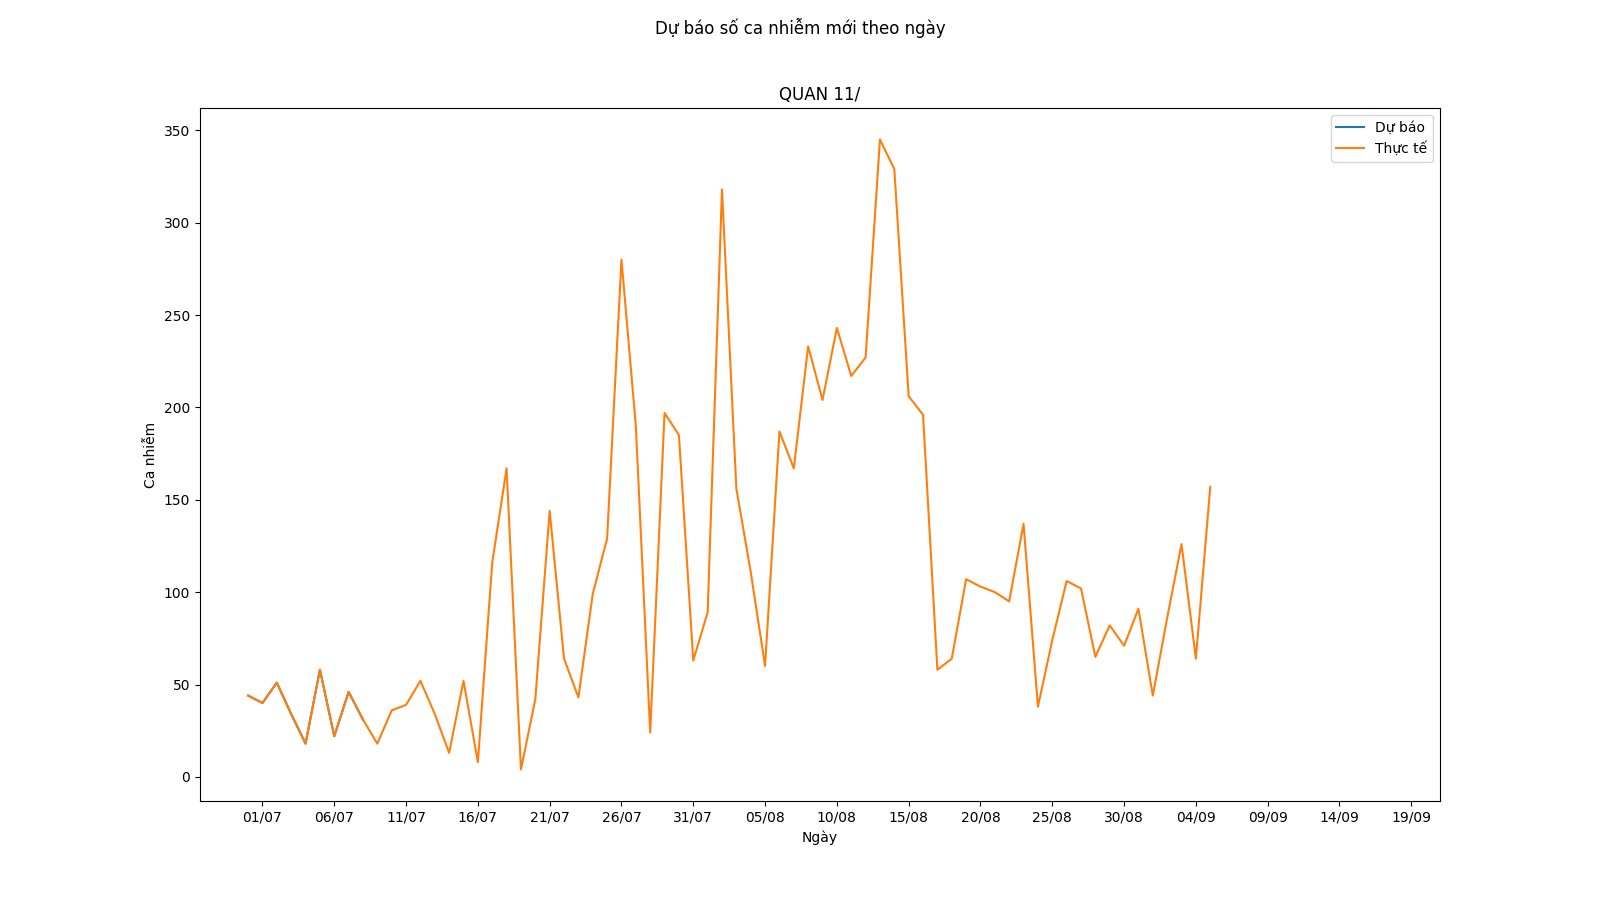 Dự báo số ca nhiễm mới theo ngày
QUAN 11/
Dự báo
Thực tế
350
300
250
200
150
100
50
0
Ca nhiễm
01/07 06/07 11/07 16/07 21/07 26/07 31/07 05/08 10/08 15/08 20/08 25/08 30/08 04/09 09/09 14/09 19/09
Ngày